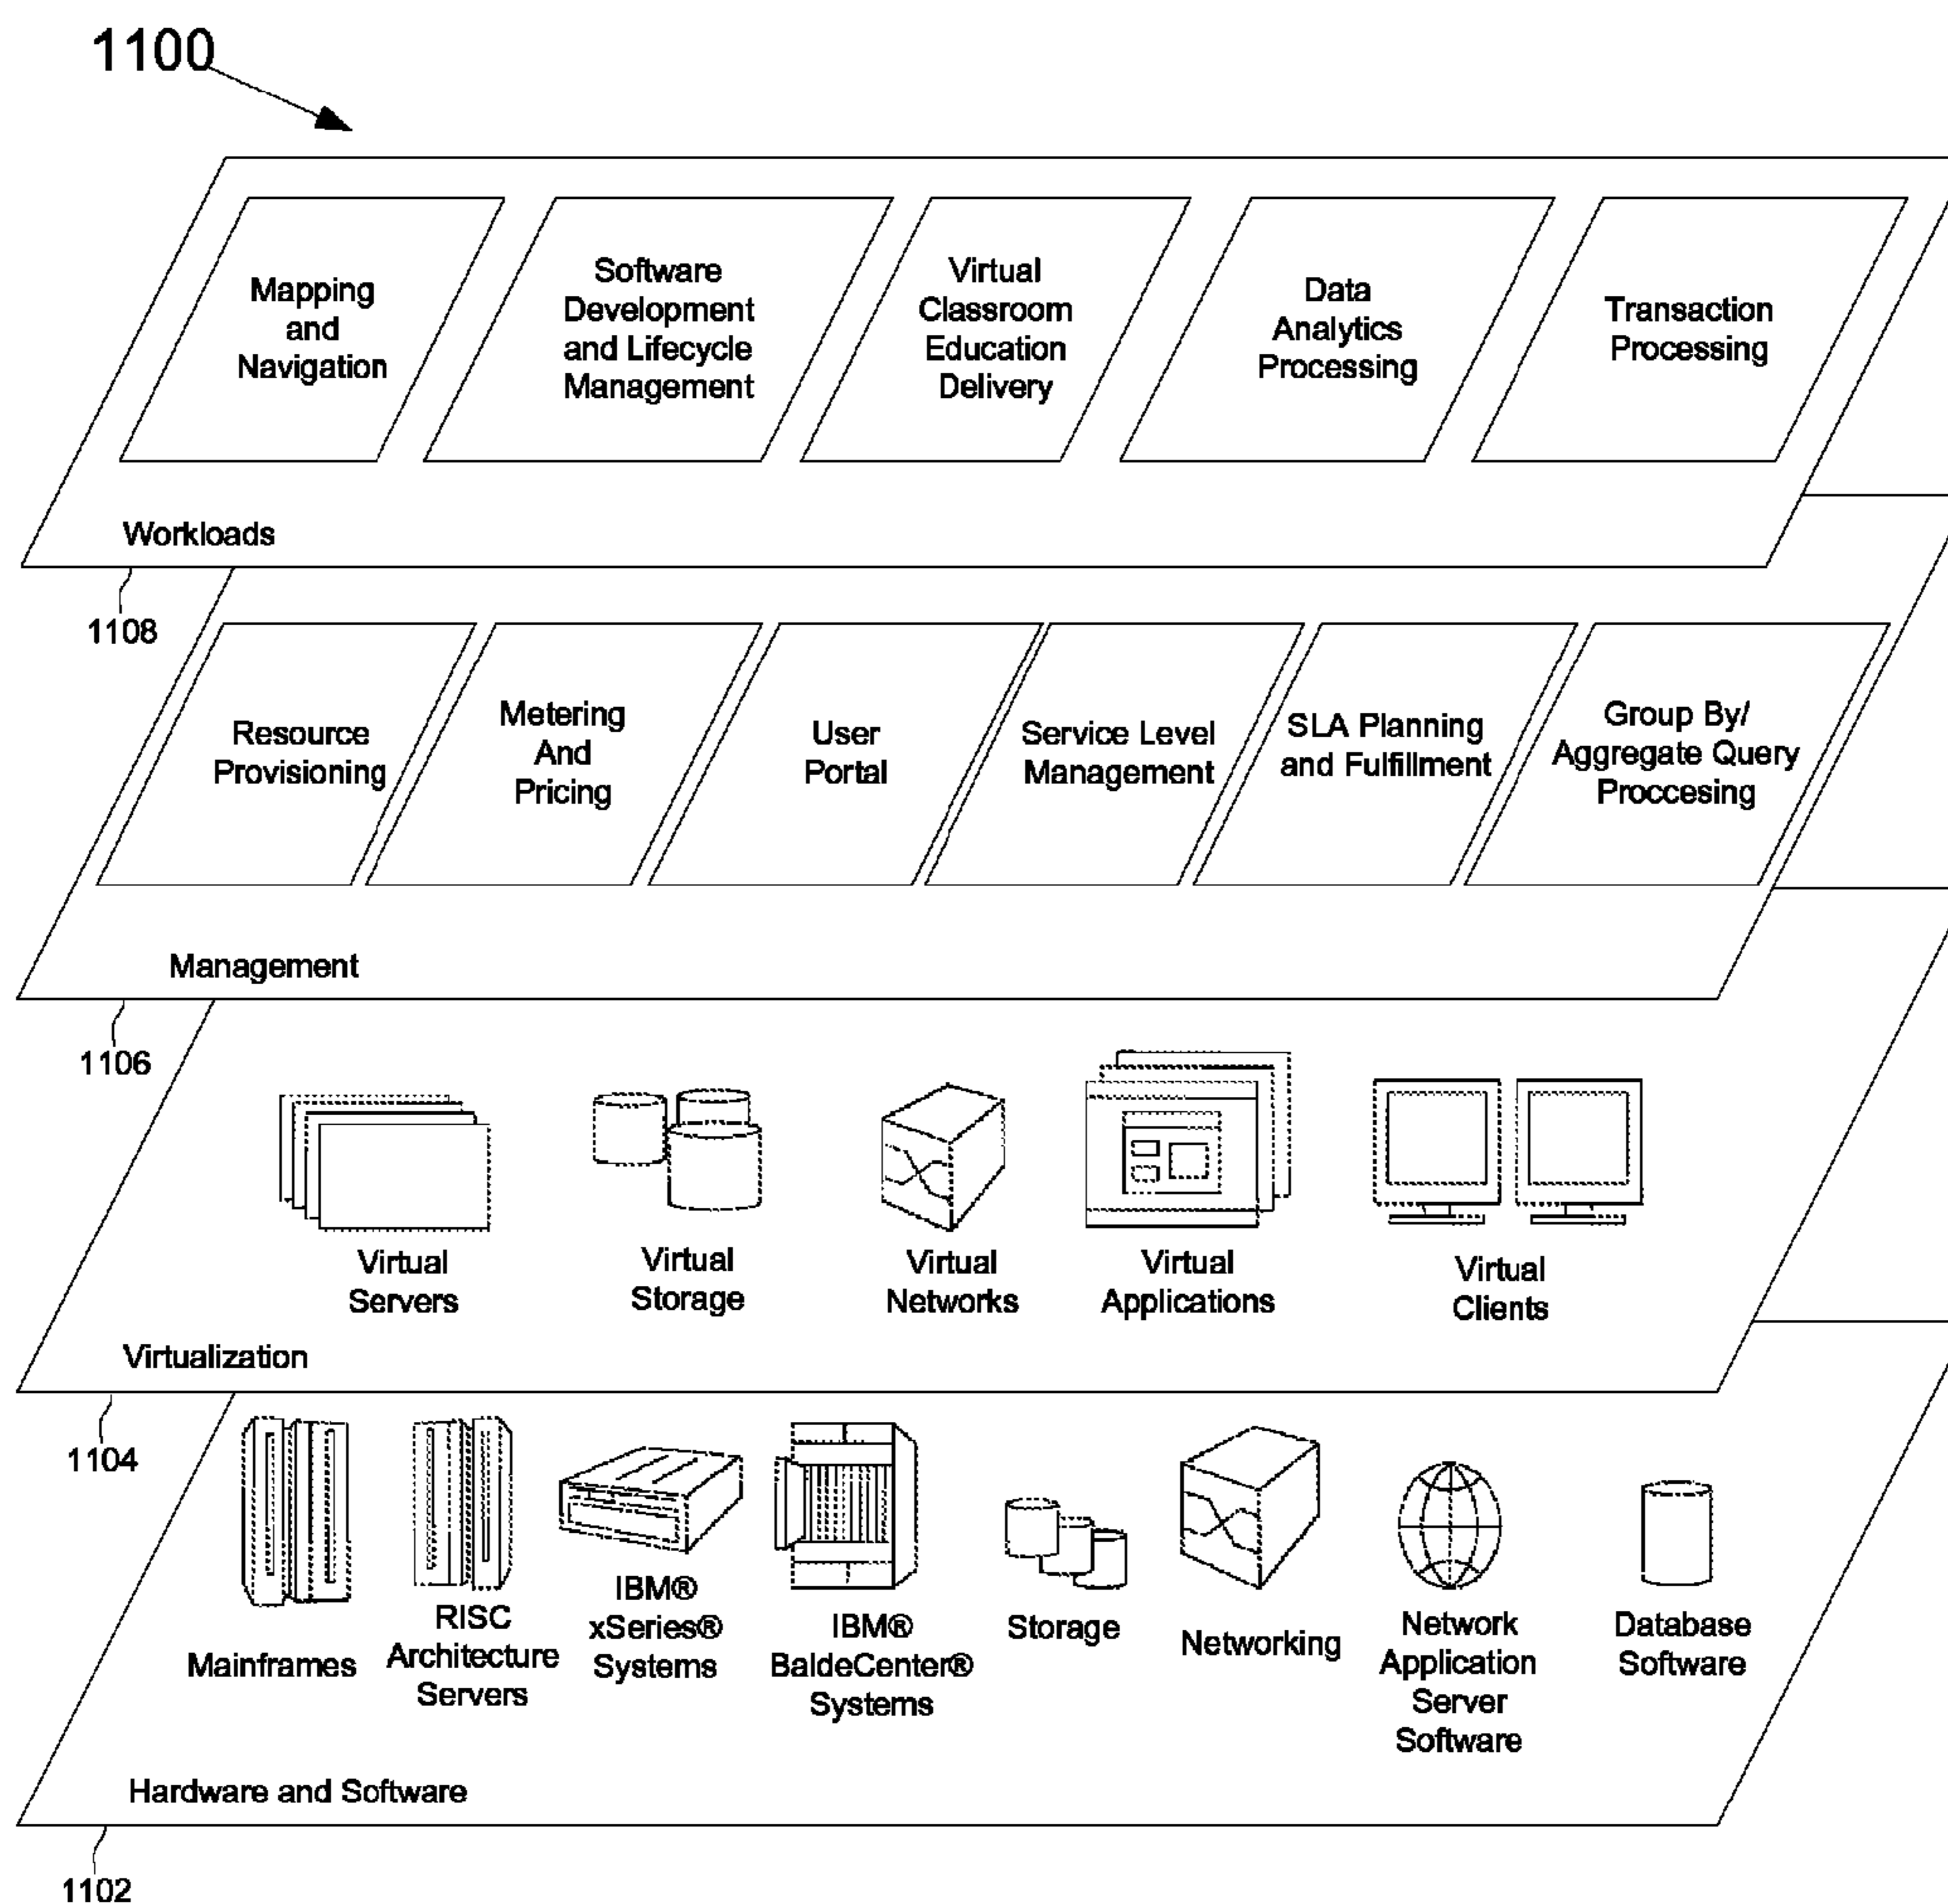 1100
Mapping
and
Navigation
Software
Development
and Lifecycle
Management
Virtual
Classroom
Education
Delivery
Data
Analytics
Processing
Transaction
Processing
Workloads
1108
Resource
Provisioning
Metering
And
Pricing
User
Portal
Service Level
Management
SLA Planning
and Fulfillment
Group By/
Aggregate Query
Proccesing
Management
1106
Virtual
Servers
Virtual
Storage
Virtual
Networks
Virtual
Applications
Virtual
Clients
Virtualization
1104
Mainframes
RISC
Architecture
Servers
IBM®
xSeries®
Systems
IBM®
BaldeCenter®
Systems
Storage
Networking
Network
Application
Server
Software
Database
Software
Hardware and Software
1102